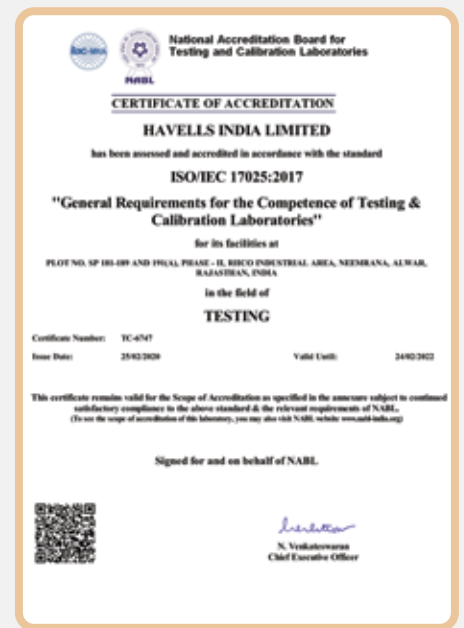 ilac-MRA
NABL
National Accreditation Board for
Testing and Calibration Laboratories
CERTIFICATE OF ACCREDITATION
HAVELLS INDIA LIMITED
has been assessed and accredited in accordance with the standard
ISO/IEC 17025:2017
"General Requirements for the Competence of Testing &
Calibration Laboratories"
for its facilities at
PLOT NO. SP 181-189 AND 191(A), PHASE - II, RIICO INDUSTRIAL AREA, NEEMRANA, ALWAR,
RAJASTHAN, INDIA
in the field of
TESTING
Certificate Number: TC-6747
Issue Date: 25/02/2020 Valid Until: 24/02/2022
This certificate remains valid for the Scope of Accreditation as specified in the annexure subject to continued
satisfactory compliance to the above standard & the relevant requirements of NABL.
(To see the scope of accreditation of this laboratory, you may also visit NABL website www.nabl-india.org)
Signed for and on behalf of NABL
N. Venkateswaran
Chief Executive Officer